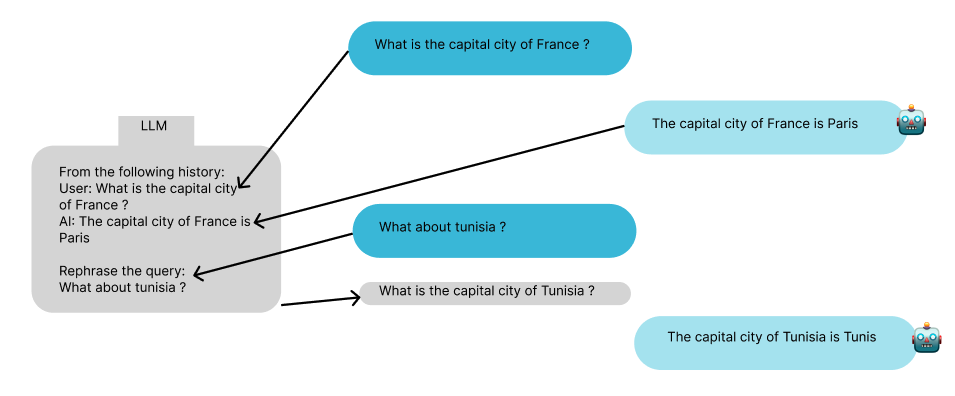 What is the capital city of France ?
The capital city of France is Paris
LLM
From the following history:
User: What is the capital city
of France ?
AI: The capital city of France is
Paris
Rephrase the query:
What about tunisia ?
What about tunisia ?
What is the capital city of Tunisia ?
The capital city of Tunisia is Tunis